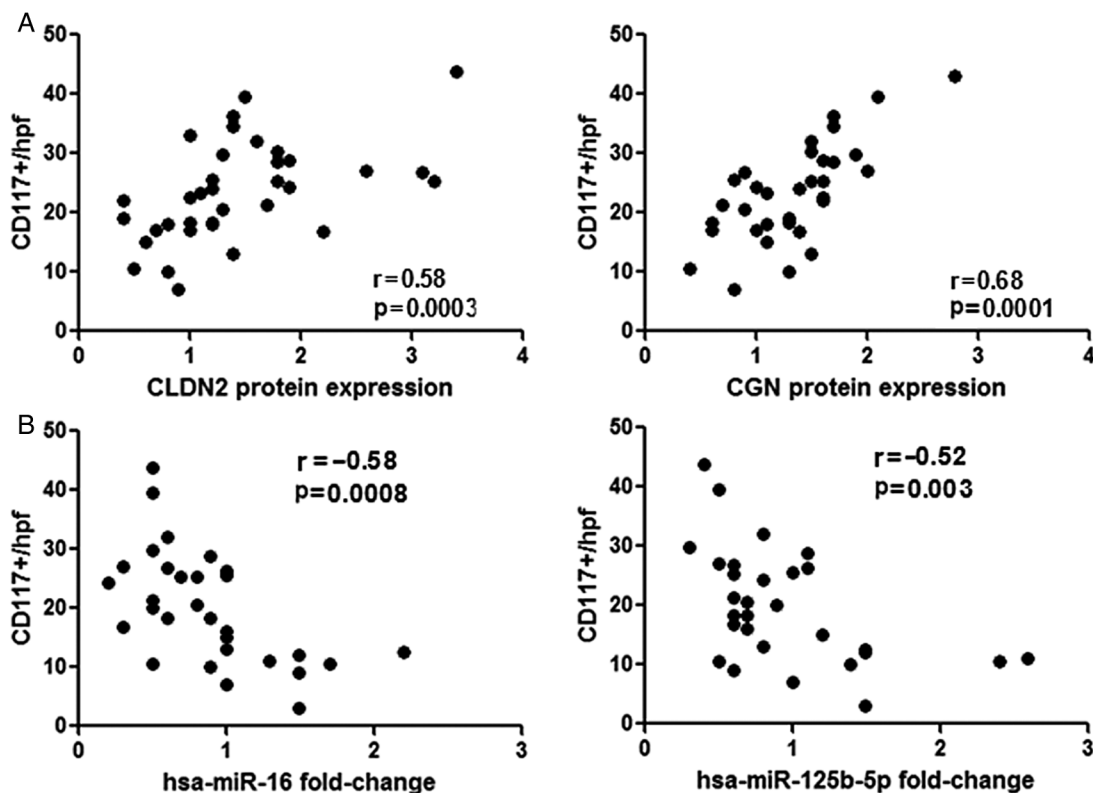 A
50
40
30
20
10
0
CD117+/hpf
r=0.58
p=0.0003
0 1 2 3 4
CLDN2 protein expression
50
40
30
20
10
0
CD117+/hpf
r=0.68
p=0.0001
0 1 2 3 4
CGN protein expression
B
50
40
30
20
10
0
CD117+/hpf
r=−0.58
p=0.0008
0 1 2 3
hsa-miR-16 fold-change
50
40
30
20
10
0
CD117+/hpf
r=−0.52
p=0.003
0 1 2 3
hsa-miR-125b-5p fold-change